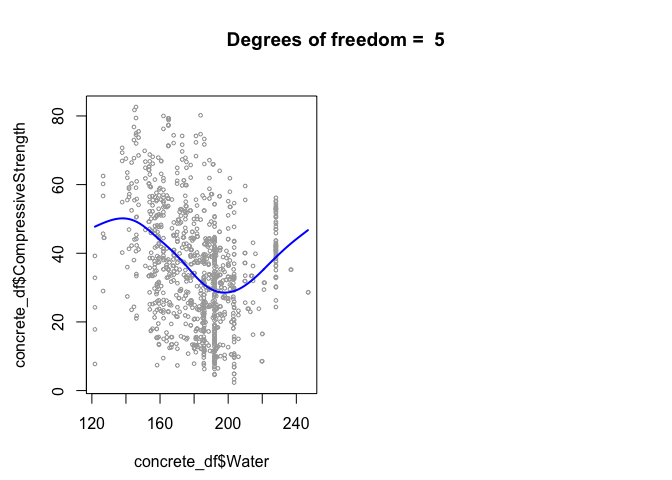 Degrees of freedom =  5
concrete_df$CompressiveStrength
80
60
40
20
0
120 160 200 240
concrete_df$Water